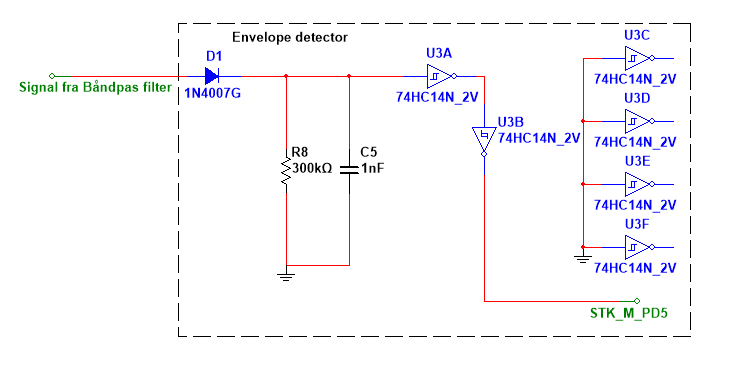 Envelope detector
Signal fra Båndpas filter
D1
1N4007G
R8
300kΩ
C5
1nF
U3A
74HC14N_2V
U3B
74HC14N_2V
U3C
74HC14N_2V
U3D
74HC14N_2V
U3E
74HC14N_2V
U3F
74HC14N_2V
STK_M_PD5